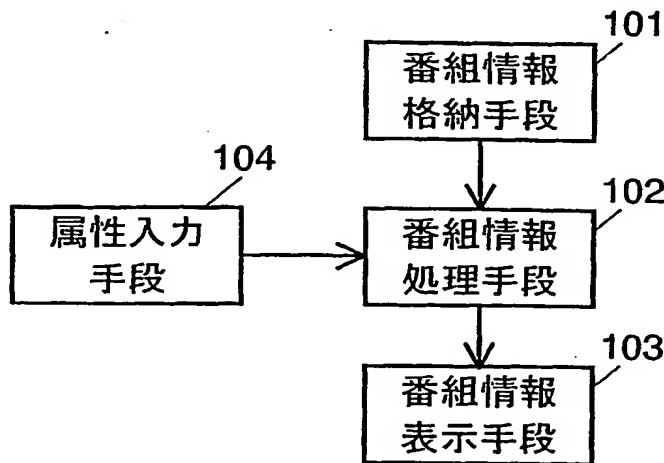 101
番組情報
格納手段
104
属性入力
手段
102
番組情報
処理手段
103
番組情報
表示手段